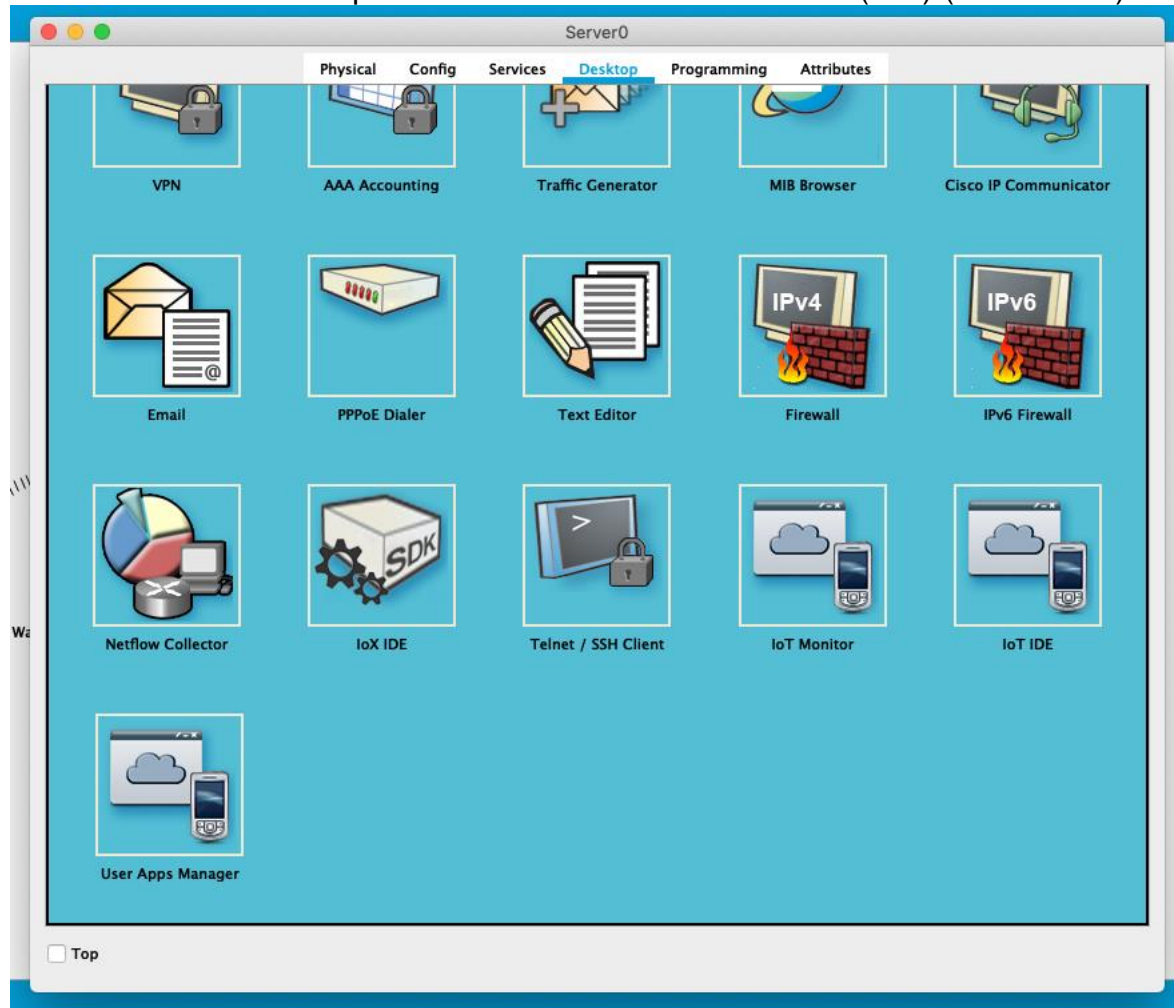 Server0
Physical Config Services Desktop Programming Attributes
VPN AAA Accounting Traffic Generator MIB Browser Cisco IP Communicator
IPv4 IPv6
@
Email PPPoE Dialer Text Editor Firewall IPv6 Firewall
SDK >
Wa
Netflow Collector IoX IDE Telnet / SSH Client IoT Monitor IoT IDE
User Apps Manager
Top